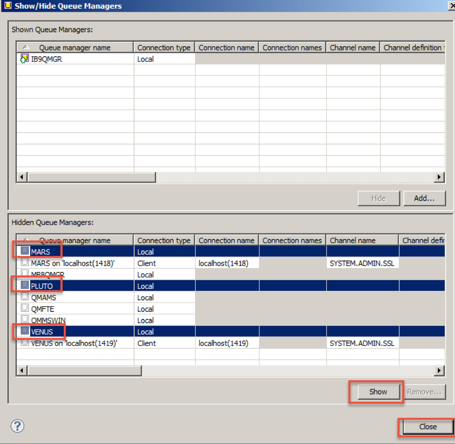 Show/Hide Queue Managers
Shown Queue Managers:
Queue manager name Connection type Connection name Connection names Channel name Channel definition
IB9QMGR Local
Hide Add...
Hidden Queue Managers:
Queue manager name Connection type Connection name Connection names Channel name Channel defin
MARS Local
MARS on 'localhost(1418)' Client localhost(1418) SYSTEM.ADMIN.SSL
MB9QMGR Local
PLUTO Local
QMAMS Local
QMFTE Local
QMMSWIN Local
VENUS Local
VENUS on 'localhost(1419)' Client localhost(1419) SYSTEM.ADMIN.SSL
Show Remove...
? Close